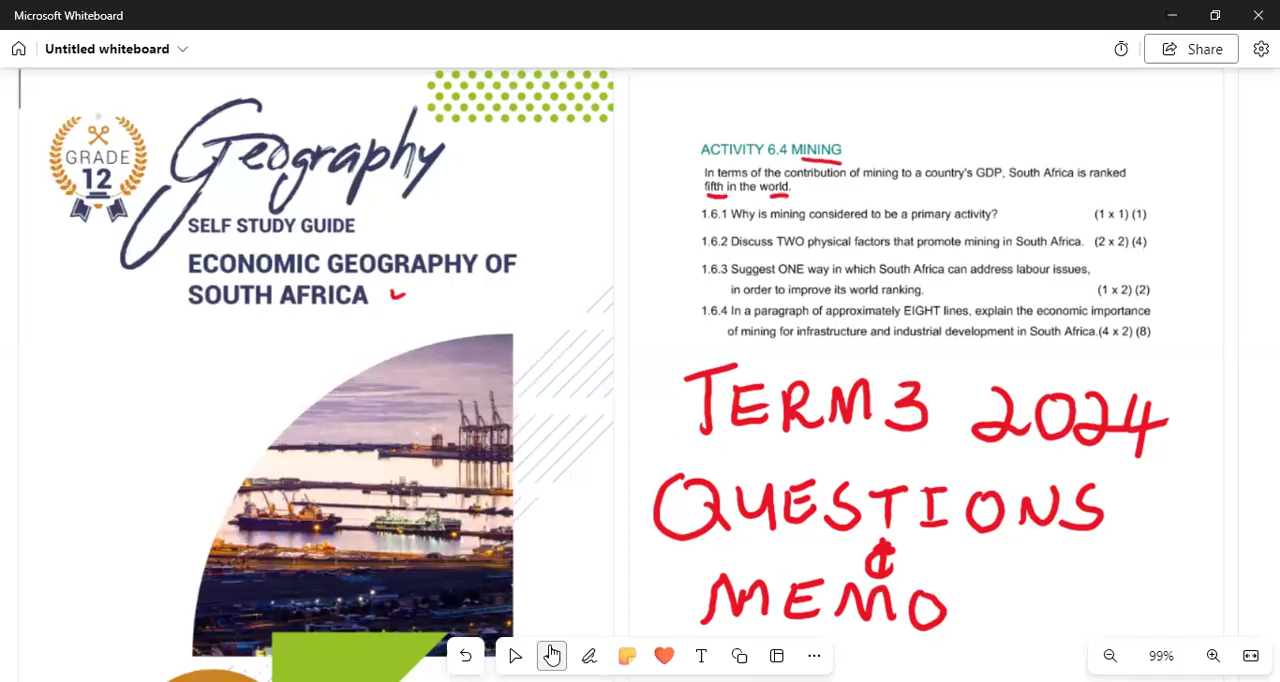 Microsoft Whiteboard
Untitled whiteboard
Share
Geography
GRADE
12
SELF STUDY GUIDE
ECONOMIC GEOGRAPHY OF
SOUTH AFRICA
ACTIVITY 6.4 MINING
In terms of the contribution of mining to a country's GDP, South Africa is ranked
fifth in the world.
1.6.1 Why is mining considered to be a primary activity? (1 x 1) (1)
1.6.2 Discuss TWO physical factors that promote mining in South Africa. (2 x 2) (4)
1.6.3 Suggest ONE way in which South Africa can address labour issues,
in order to improve its world ranking. (1 x 2) (2)
1.6.4 In a paragraph of approximately EIGHT lines, explain the economic importance
of mining for infrastructure and industrial development in South Africa.(4 x 2) (8)
TERM 3 2024
QUESTIONS
&
MEMO
T
99%